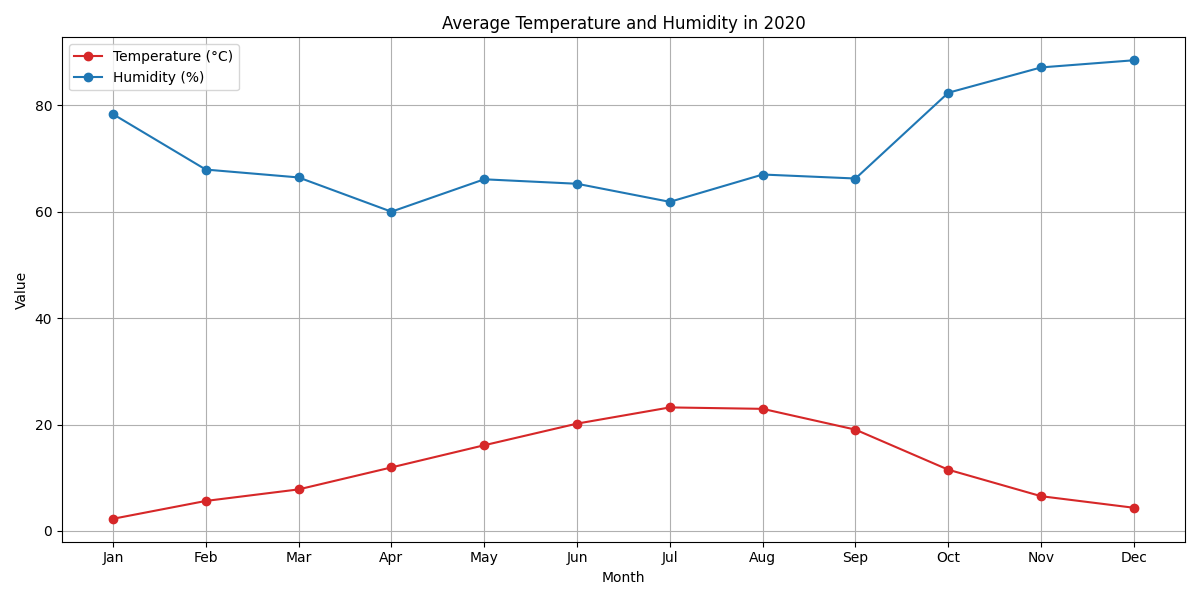 Average Temperature and Humidity in 2020
Temperature (°C)
Humidity (%)
Value
80
60
40
20
0
Jan Feb Mar Apr May Jun Jul Aug Sep Oct Nov Dec
Month